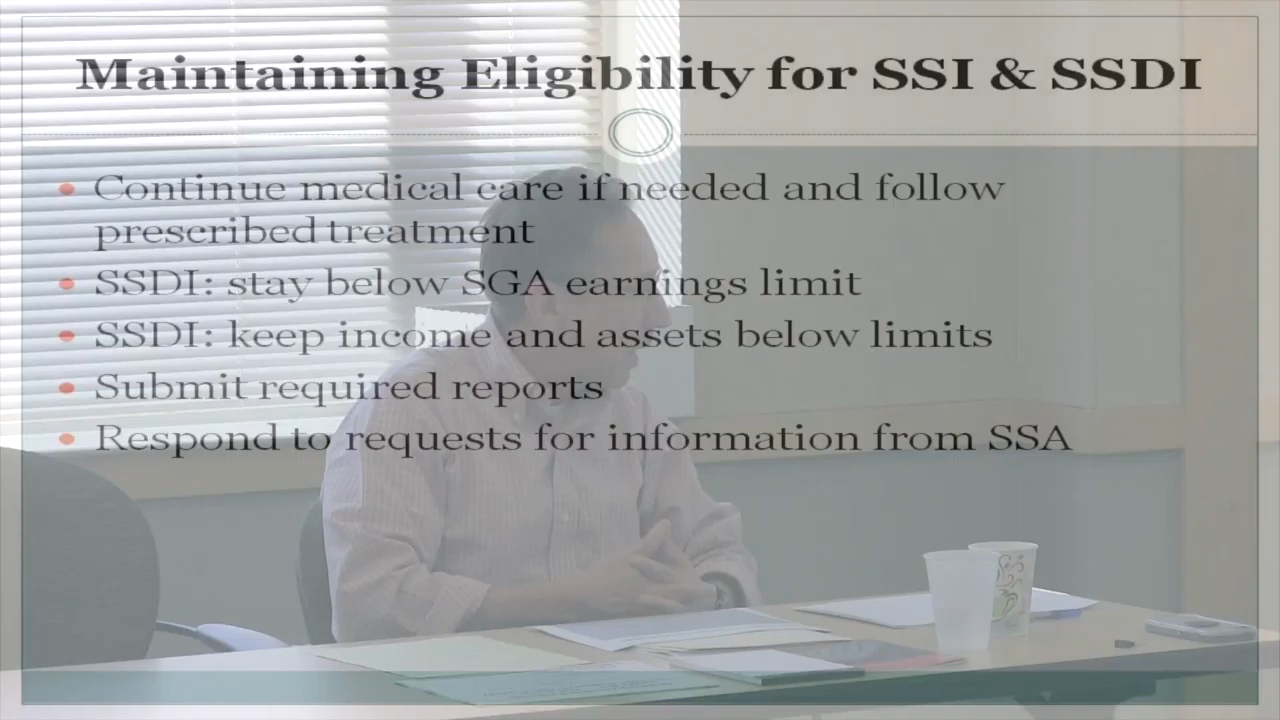 Maintaining Eligibility for SSI & SSDI
Continue medical care if needed and follow
prescribed treatment
SSDI: stay below SGA earnings limit
SSDI: keep income and assets below limits
Submit required reports
Respond to requests for information from SSA